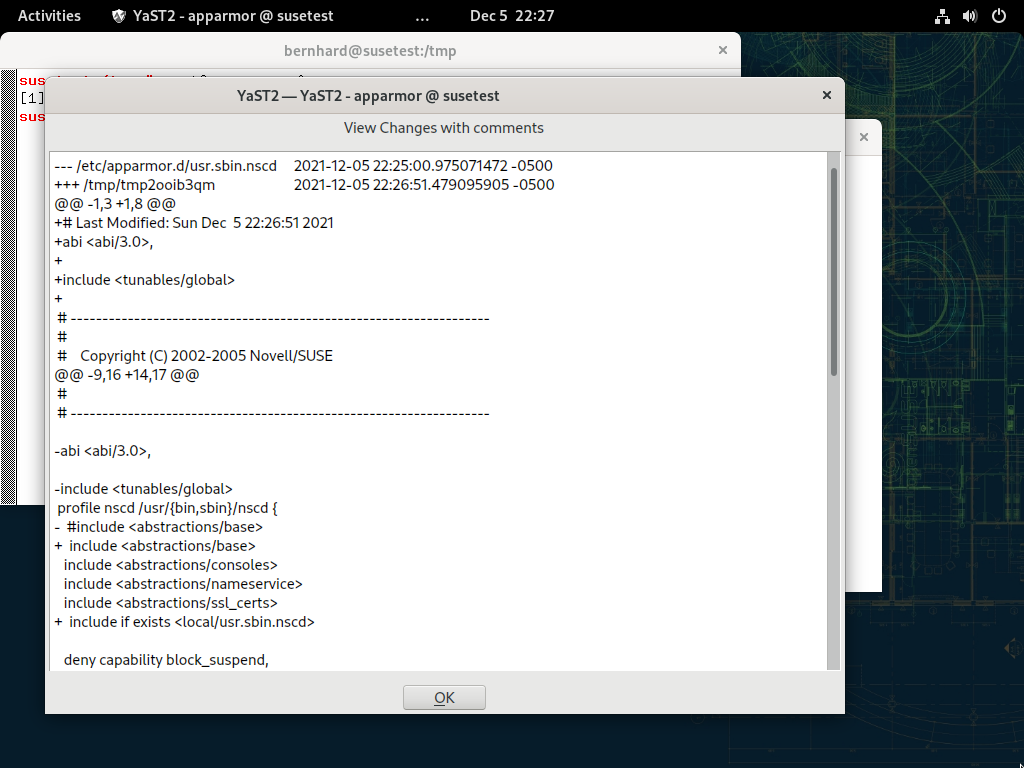 Activities YaST2 - apparmor @ susetest ... Dec 5 22:27
bernhard@susetest:/tmp ×
sus
[1]
sus
YaST2 — YaST2 - apparmor @ susetest ×
View Changes with comments
×
--- /etc/apparmor.d/usr.sbin.nscd 2021-12-05 22:25:00.975071472 -0500
+++ /tmp/tmp2ooib3qm 2021-12-05 22:26:51.479095905 -0500
@@ -1,3 +1,8 @@
+# Last Modified: Sun Dec  5 22:26:51 2021
+abi <abi/3.0>,
+
+include <tunables/global>
+
# ------------------------------------------------------------------
#
#    Copyright (C) 2002-2005 Novell/SUSE
@@ -9,16 +14,17 @@
#
# ------------------------------------------------------------------
-abi <abi/3.0>,
-include <tunables/global>
profile nscd /usr/{bin,sbin}/nscd {
-  #include <abstractions/base>
+  include <abstractions/base>
include <abstractions/consoles>
include <abstractions/nameservice>
include <abstractions/ssl_certs>
+  include if exists <local/usr.sbin.nscd>
deny capability block_suspend,
OK